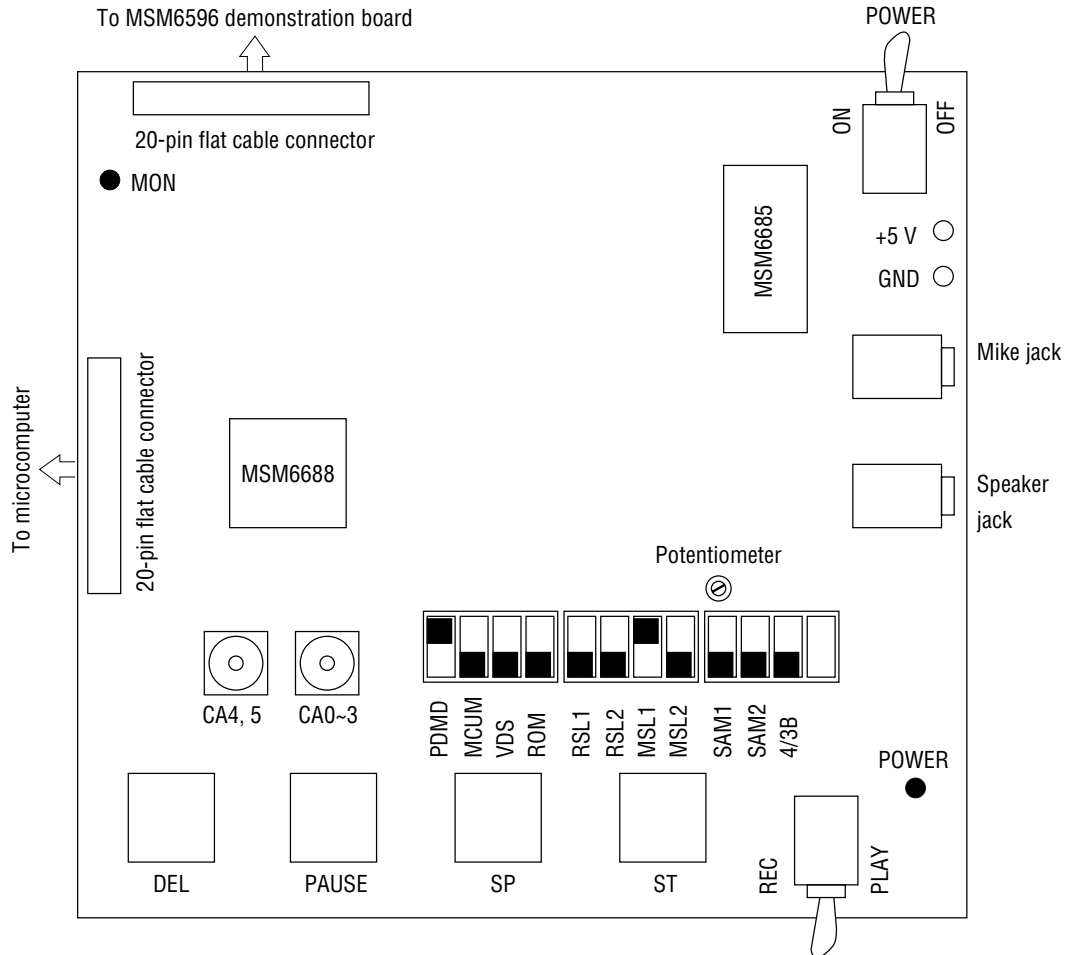 To MSM6596 demonstration board
POWER
20-pin flat cable connector
ON
OFF
MON
MSM6685
+5 V
GND
Mike jack
To microcomputer
20-pin flat cable connector
MSM6688
Speaker
jack
Potentiometer
CA4, 5
CA0~3
PDMD
MCUM
VDS
ROM
RSL1
RSL2
MSL1
MSL2
SAM1
SAM2
4/3B
POWER
DEL
PAUSE
SP
ST
REC
PLAY